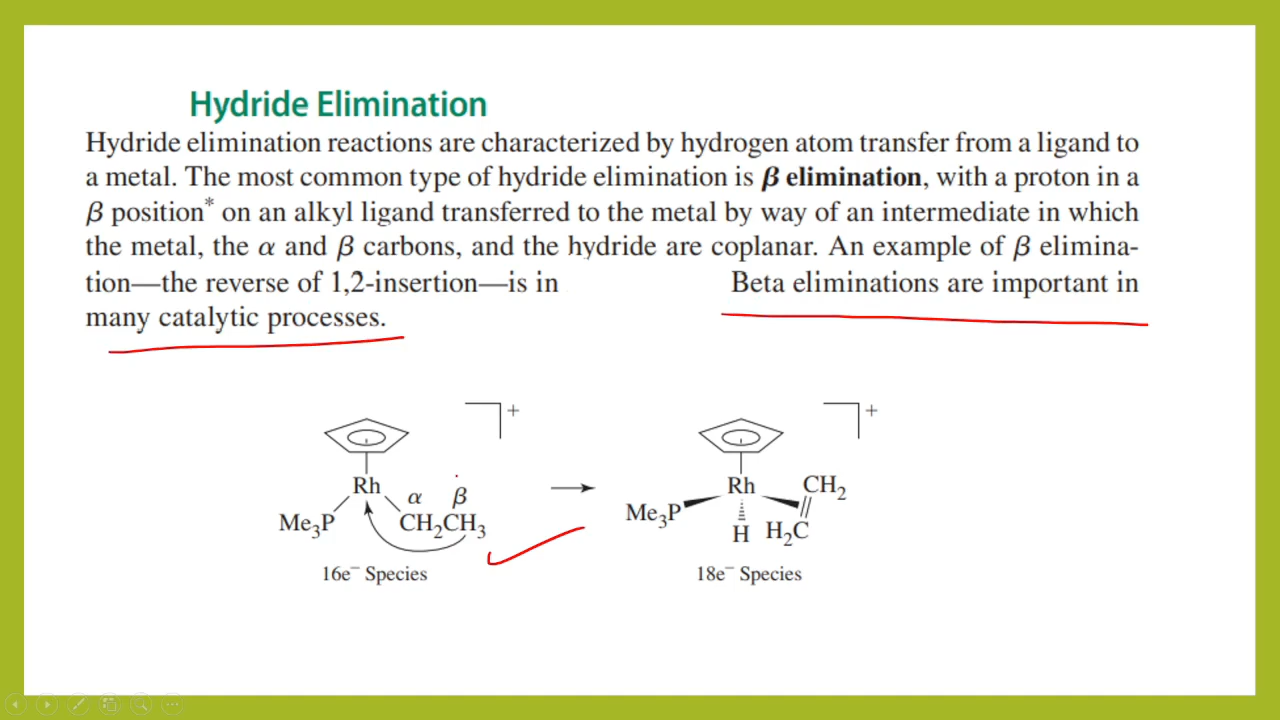 Hydride Elimination
Hydride elimination reactions are characterized by hydrogen atom transfer from a ligand to
a metal. The most common type of hydride elimination is β elimination, with a proton in a
β position* on an alkyl ligand transferred to the metal by way of an intermediate in which
the metal, the α and β carbons, and the hydride are coplanar. An example of β elimina-
tion—the reverse of 1,2-insertion—is in Beta eliminations are important in
many catalytic processes.
+ +
Rh α β Rh CH₂
Me₃P CH₂CH₃ Me₃P H H₂C
16e⁻ Species 18e⁻ Species